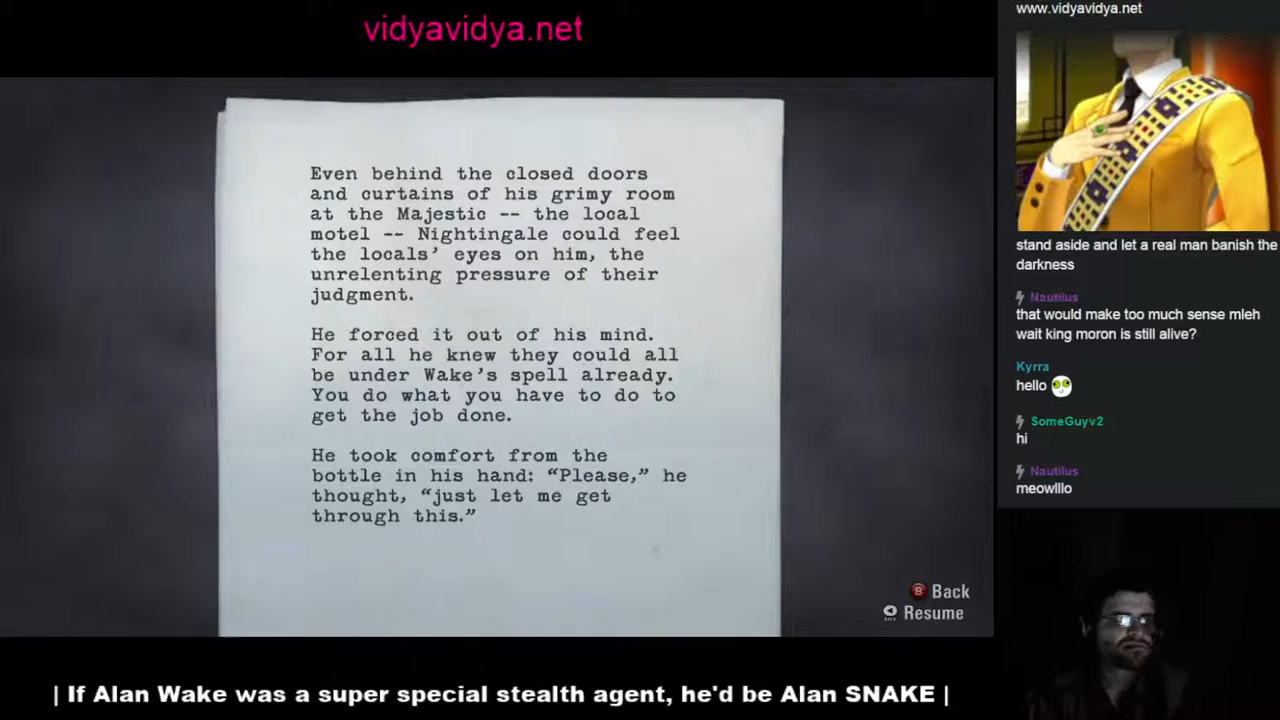 vidyavidya.net
Even behind the closed doors
and curtains of his grimy room
at the Majestic -- the local
motel -- Nightingale could feel
the locals’ eyes on him, the
unrelenting pressure of their
judgment.
He forced it out of his mind.
For all he knew they could all
be under Wake’s spell already.
You do what you have to do to
get the job done.
He took comfort from the
bottle in his hand: “Please,” he
thought, “just let me get
through this.”
B Back
BACK Resume
| If Alan Wake was a super special stealth agent, he'd be Alan SNAKE |
www.vidyavidya.net
stand aside and let a real man banish the
darkness
Nautilus
that would make too much sense mleh
wait king moron is still alive?
Kyrra
hello
SomeGuyv2
hi
Nautilus
meowlllo